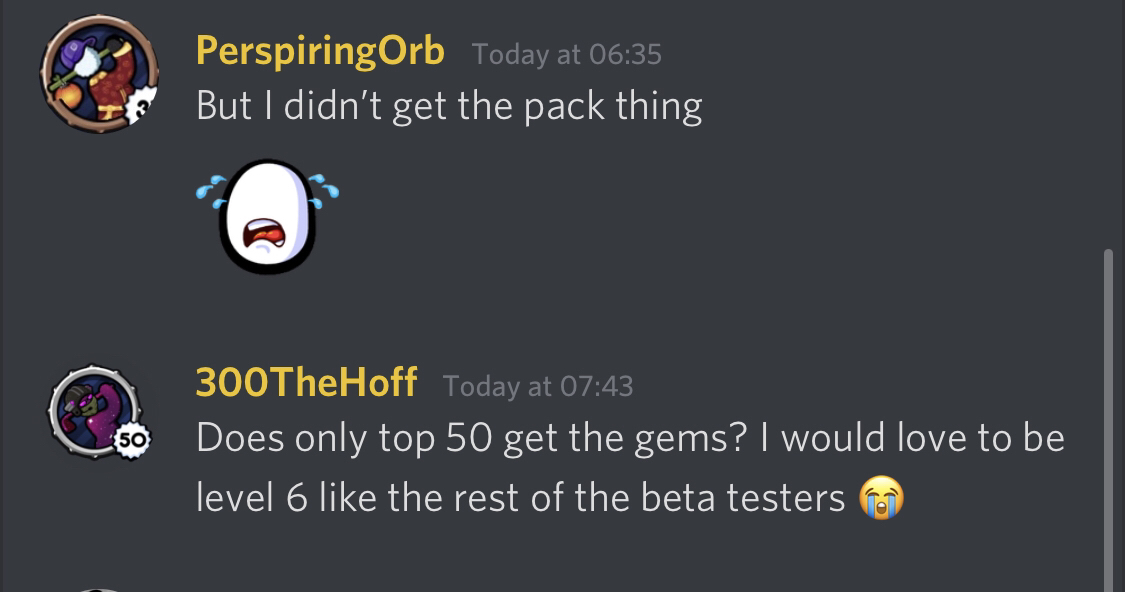 PerspiringOrb Today at 06:35
But I didn’t get the pack thing
300TheHoff Today at 07:43
50
Does only top 50 get the gems? I would love to be
level 6 like the rest of the beta testers 😭